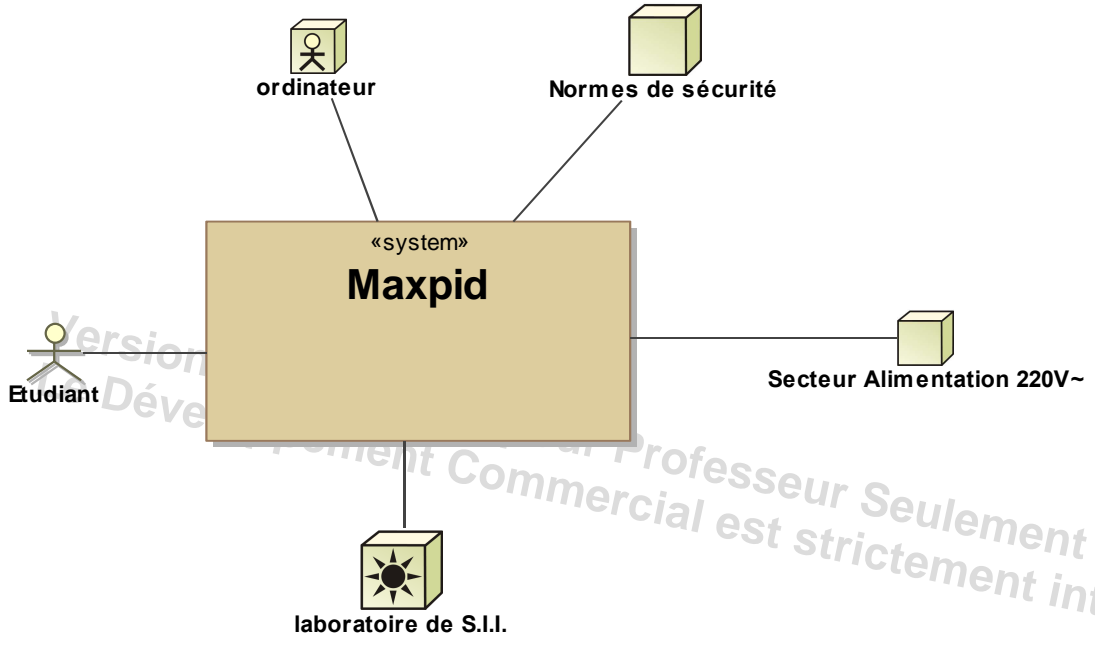 ordinateur
Normes de sécurité
«system»
Maxpid
Etudiant
Secteur Alimentation 220V~
laboratoire de S.I.I.
Version
Professeur Seulement
Commercial est strictement